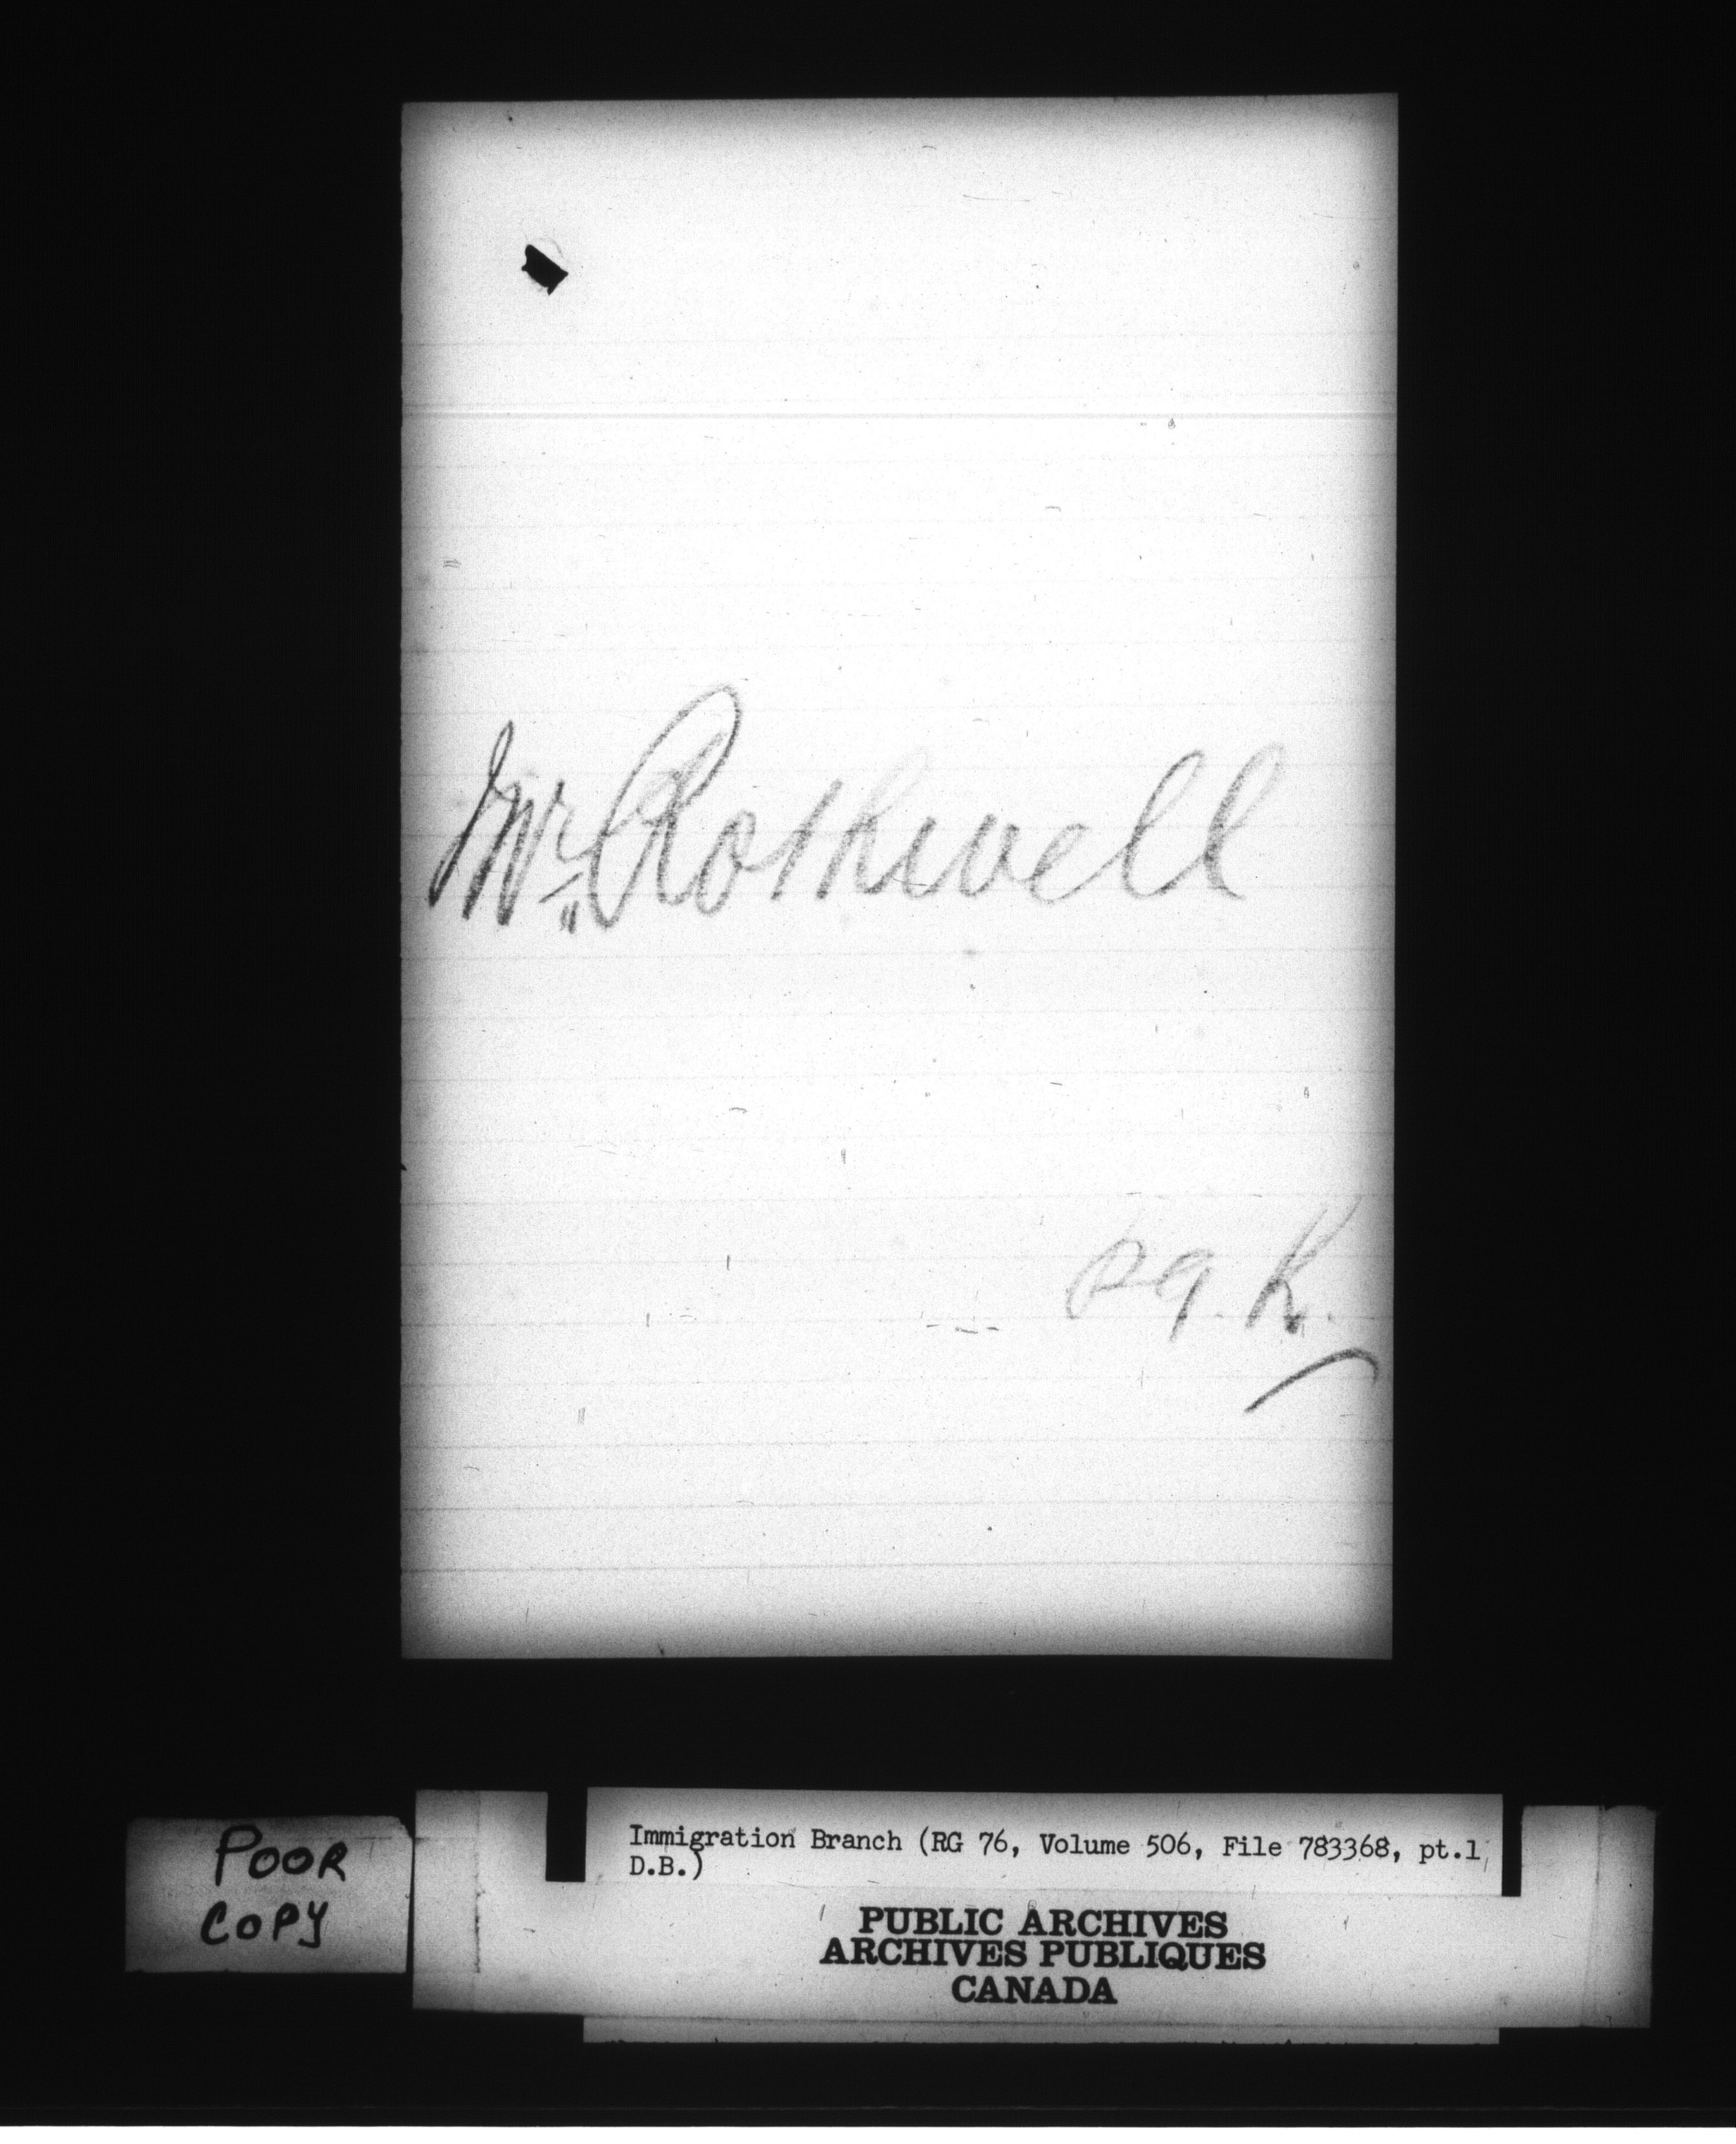 Mr. Rothwell
POOR
COPY
Immigration Branch (RG 76, Volume 506, File 783368, pt.1,
D.B.)
PUBLIC ARCHIVES
ARCHIVES PUBLIQUES
CANADA